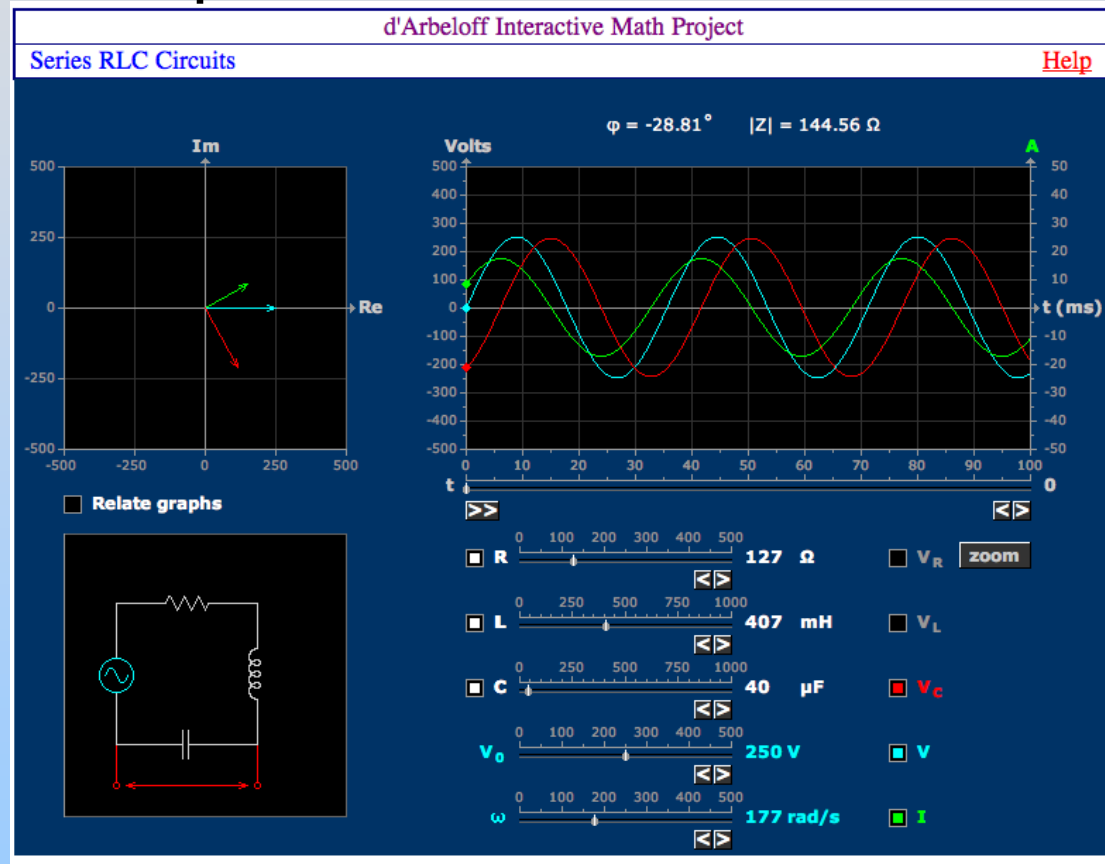 d'Arbeloff Interactive Math Project
Series RLC Circuits Help
φ = -28.81° |Z| = 144.56 Ω
Im
500
250
0
-250
-500
-500 -250 0 250 500
Re
Volts
500
400
300
200
100
0
-100
-200
-300
-400
-500
A
50
40
30
20
10
t (ms)
-10
-20
-30
-40
-50
0 10 20 30 40 50 60 70 80 90 100
t 0
>> < >
Relate graphs
0 100 200 300 400 500
R 127 Ω VR zoom
< >
0 250 500 750 1000
L 407 mH VL
< >
0 250 500 750 1000
C 40 μF VC
< >
0 100 200 300 400 500
V0 250 V V
< >
0 100 200 300 400 500
ω 177 rad/s I
< >